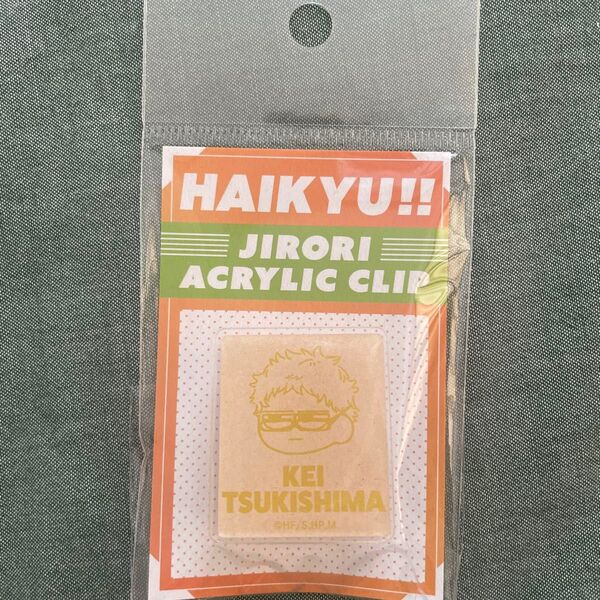 HAIKYU!!
JIRORI
ACRYLIC CLIP
KEI
TSUKISHIMA
©HF/S,HP,M.